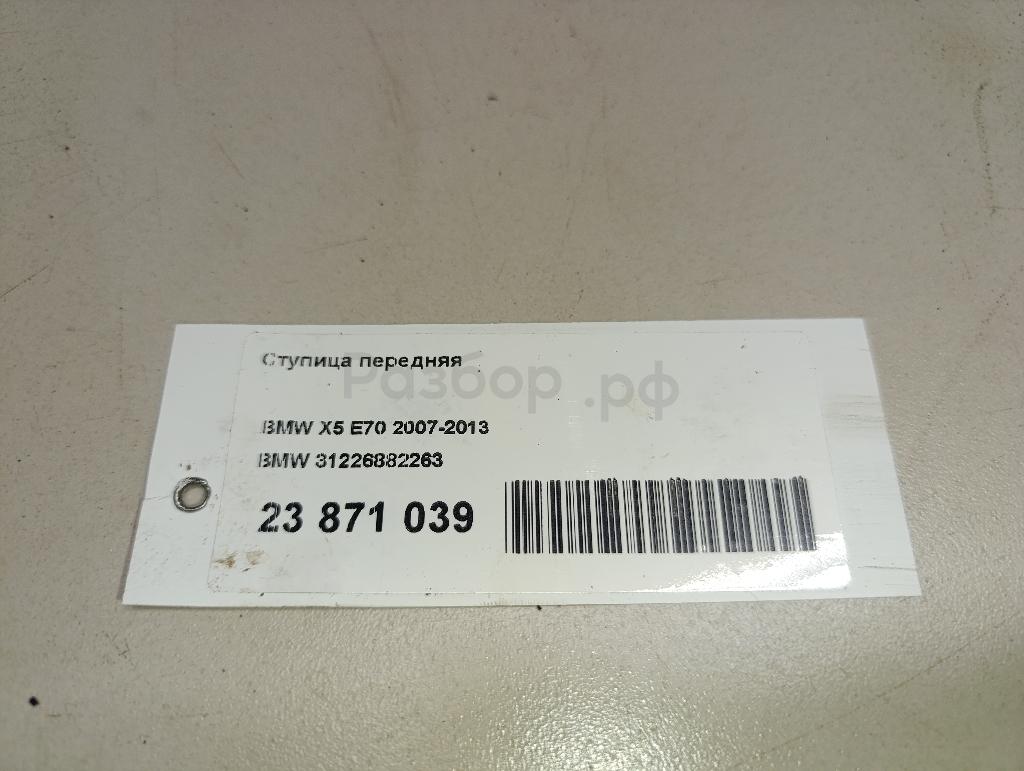 Ступица передняя
Разбор.рф
BMW X5 E70 2007-2013
BMW 31226882263
23 871 039